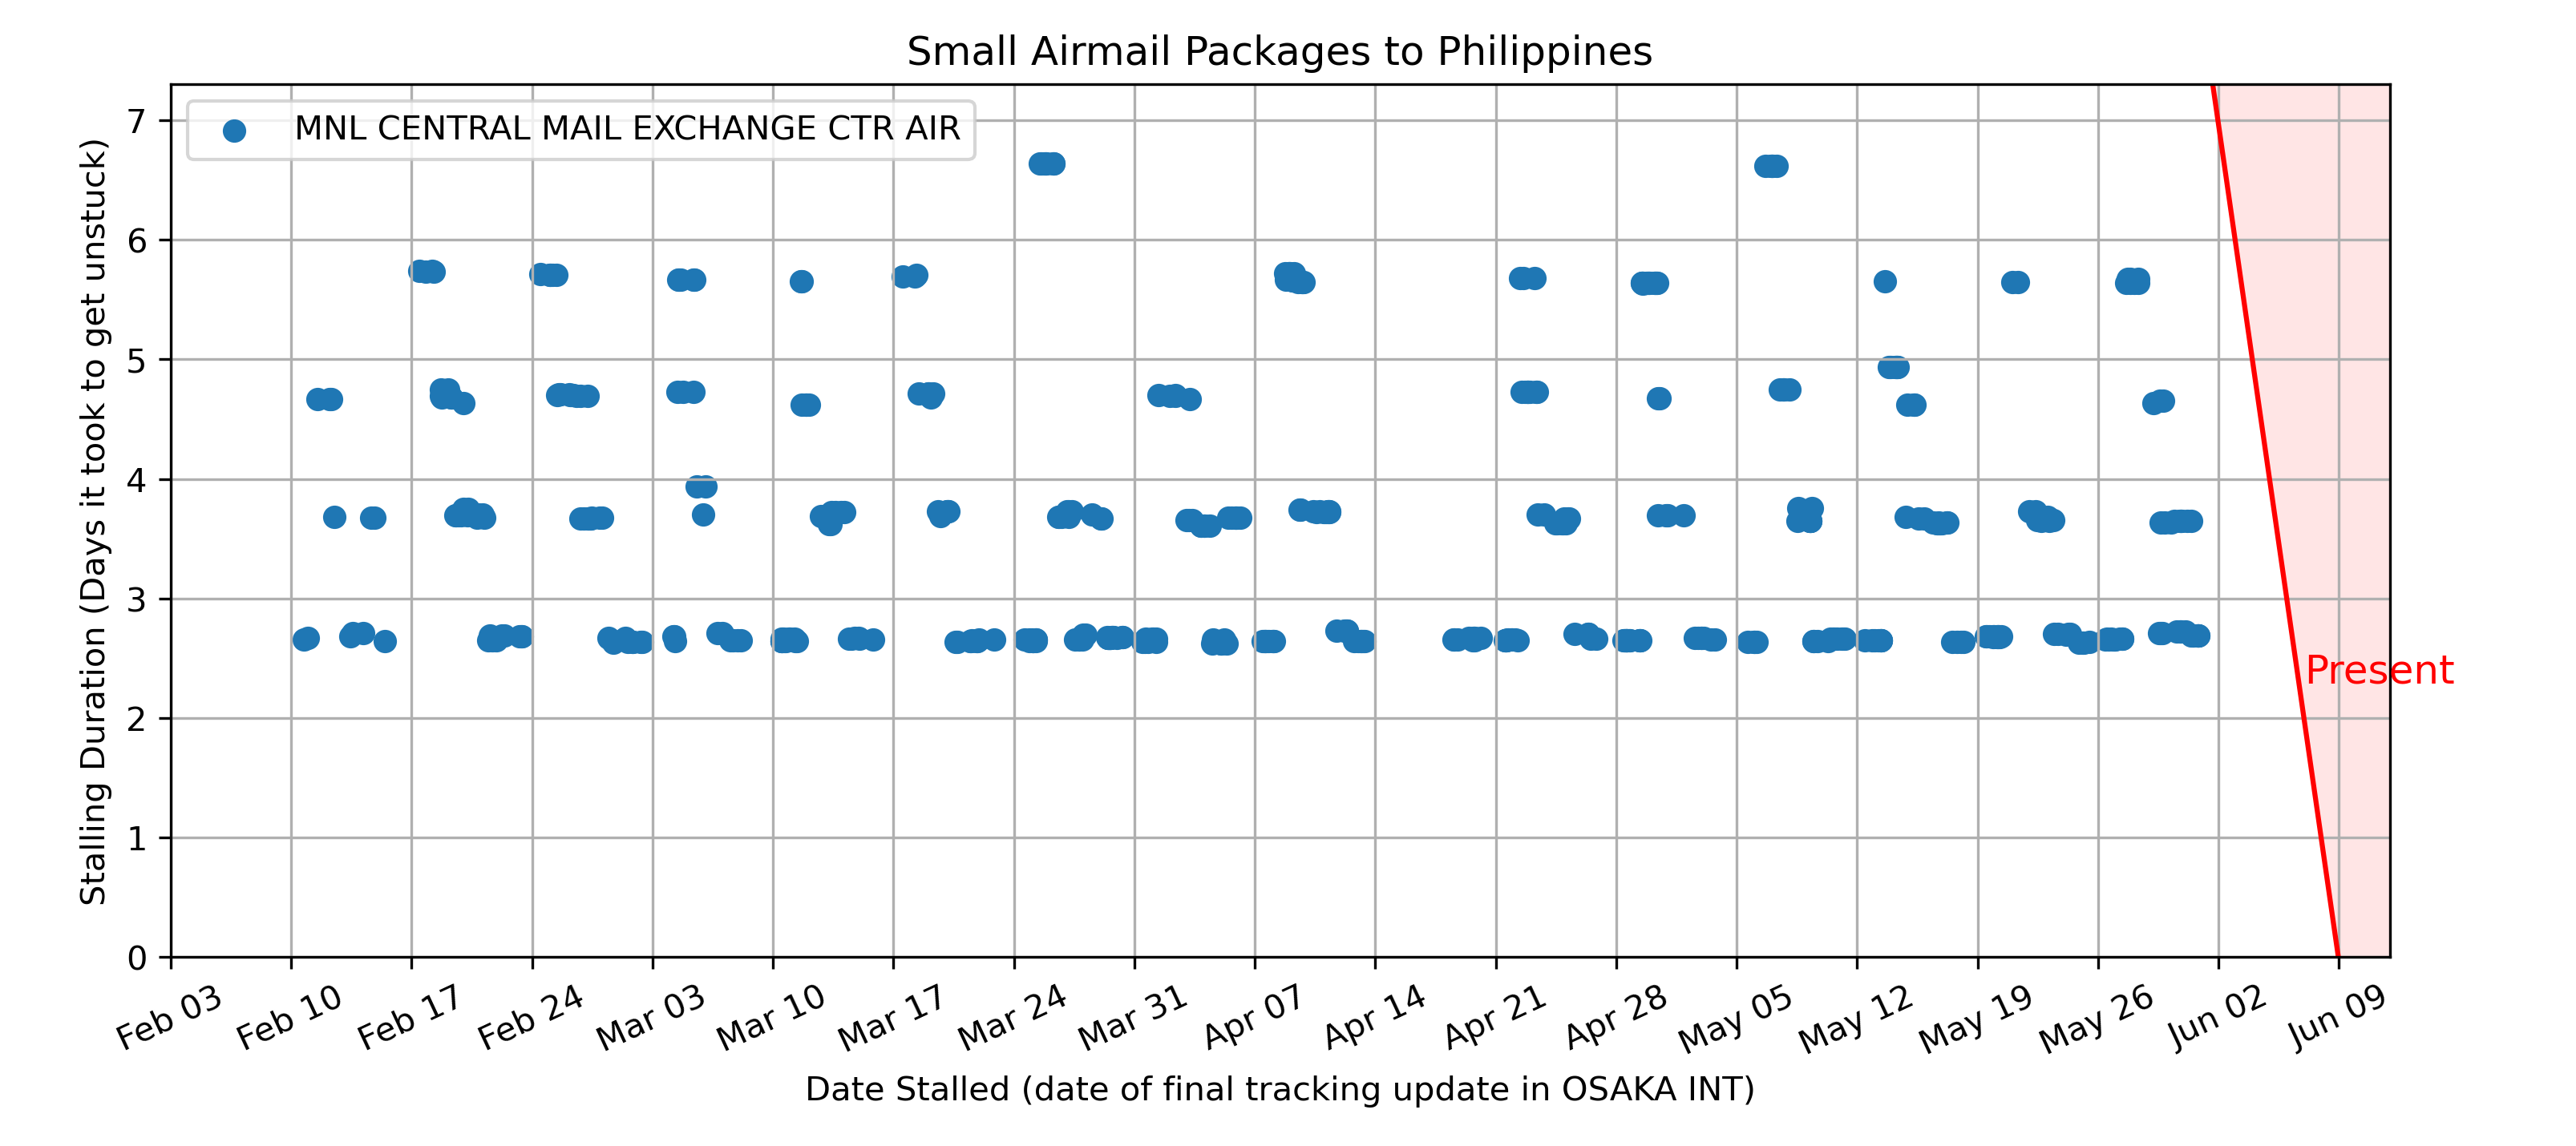 Small Airmail Packages to Philippines
MNL CENTRAL MAIL EXCHANGE CTR AIR
Stalling Duration (Days it took to get unstuck)
7
6
5
4
3
2
1
0
Present
Feb 03
Feb 10
Feb 17
Feb 24
Mar 03
Mar 10
Mar 17
Mar 24
Mar 31
Apr 07
Apr 14
Apr 21
Apr 28
May 05
May 12
May 19
May 26
Jun 02
Jun 09
Date Stalled (date of final tracking update in OSAKA INT)